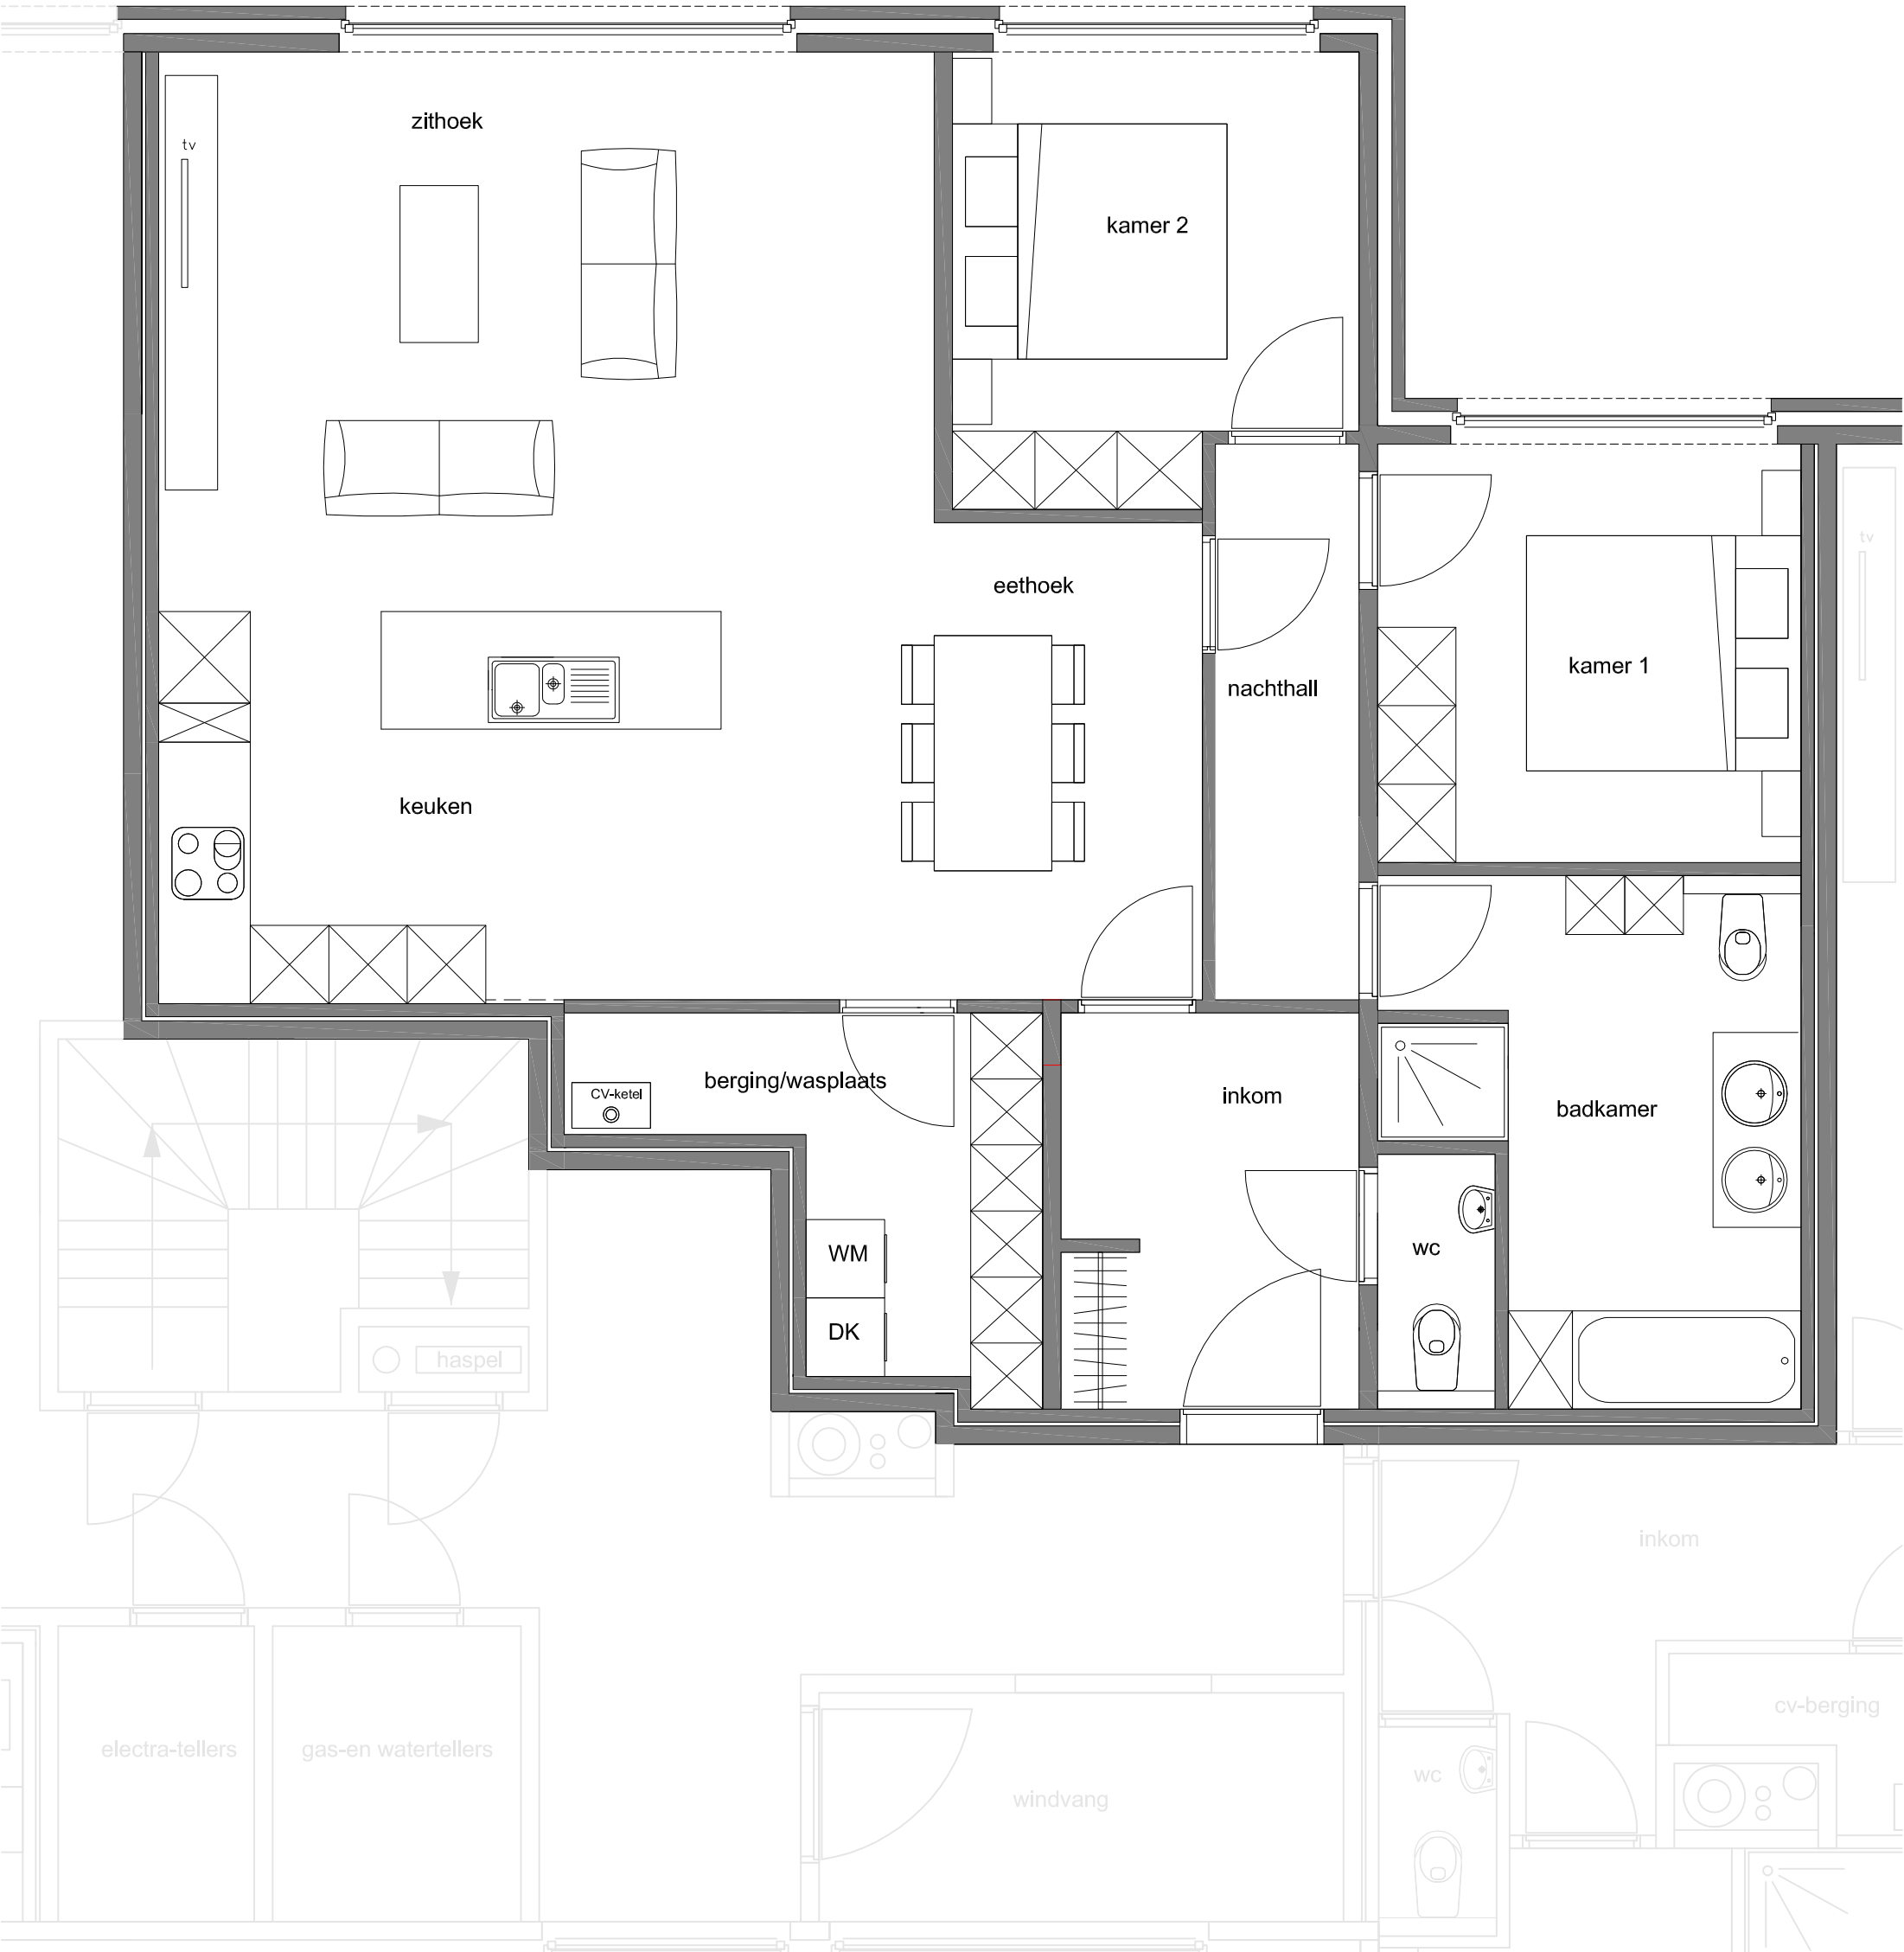 zithoek
tv
kamer 2
tv
eethoek
kamer 1
nachthall
keuken
berging/wasplaats
CV-ketel
inkom
badkamer
WM
wc
DK
haspel
inkom
cv-berging
electra-tellers
gas-en watertellers
wc
windvang